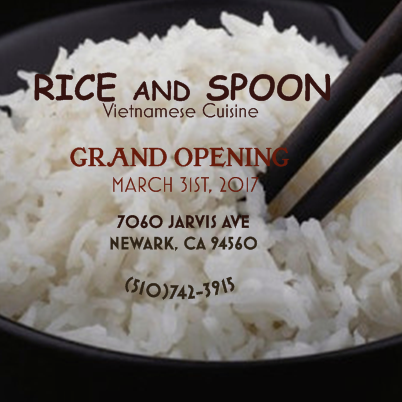 RICE AND SPOON
Vietnamese Cuisine
GRAND OPENING
MARCH 31ST, 2017
7060 JARVIS AVE
NEWARK, CA 94560
(510)742-3915